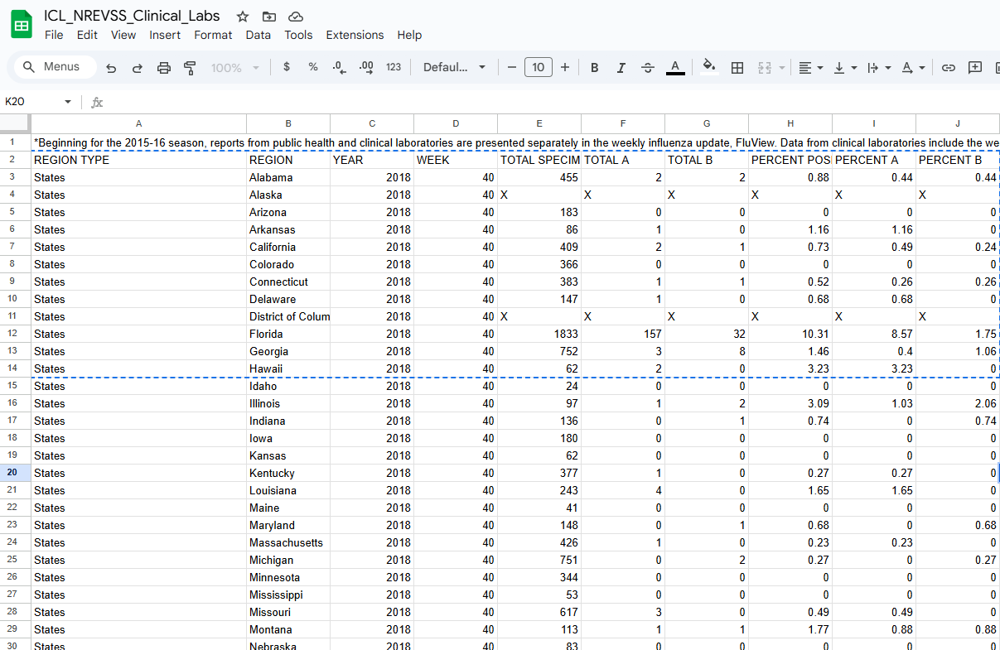 ICL_NREVSS_Clinical_Labs
File Edit View Insert Format Data Tools Extensions Help
Menus 100% $ % .0 .00 123 Defaul... 10 B I S A A
K20 fx
A B C D E F G H I J
1 *Beginning for the 2015-16 season, reports from public health and clinical laboratories are presented separately in the weekly influenza update, FluView. Data from clinical laboratories include the we
2 REGION TYPE REGION YEAR WEEK TOTAL SPECIM TOTAL A TOTAL B PERCENT POSI PERCENT A PERCENT B
3 States Alabama 2018 40 455 2 2 0.88 0.44 0.44
4 States Alaska 2018 40 X X X X X X
5 States Arizona 2018 40 183 0 0 0 0 0
6 States Arkansas 2018 40 86 1 0 1.16 1.16 0
7 States California 2018 40 409 2 1 0.73 0.49 0.24
8 States Colorado 2018 40 366 0 0 0 0 0
9 States Connecticut 2018 40 383 1 1 0.52 0.26 0.26
10 States Delaware 2018 40 147 1 0 0.68 0.68 0
11 States District of Colum 2018 40 X X X X X X
12 States Florida 2018 40 1833 157 32 10.31 8.57 1.75
13 States Georgia 2018 40 752 3 8 1.46 0.4 1.06
14 States Hawaii 2018 40 62 2 0 3.23 3.23 0
15 States Idaho 2018 40 24 0 0 0 0 0
16 States Illinois 2018 40 97 1 2 3.09 1.03 2.06
17 States Indiana 2018 40 136 0 1 0.74 0 0.74
18 States Iowa 2018 40 180 0 0 0 0 0
19 States Kansas 2018 40 62 0 0 0 0 0
20 States Kentucky 2018 40 377 1 0 0.27 0.27 0
21 States Louisiana 2018 40 243 4 0 1.65 1.65 0
22 States Maine 2018 40 41 0 0 0 0 0
23 States Maryland 2018 40 148 0 1 0.68 0 0.68
24 States Massachusetts 2018 40 426 1 0 0.23 0.23 0
25 States Michigan 2018 40 751 0 2 0.27 0 0.27
26 States Minnesota 2018 40 344 0 0 0 0 0
27 States Mississippi 2018 40 53 0 0 0 0 0
28 States Missouri 2018 40 617 3 0 0.49 0.49 0
29 States Montana 2018 40 113 1 1 1.77 0.88 0.88
30 States Nebraska 2018 40 83 0 0 0 0 0